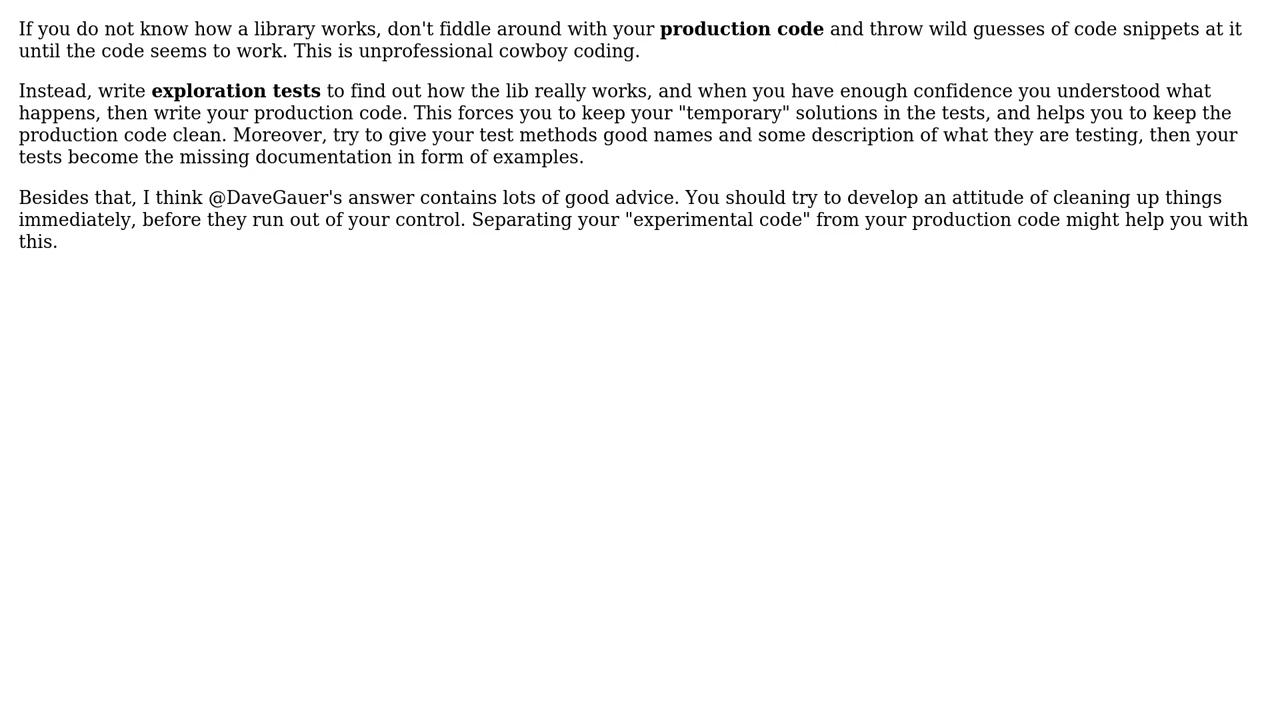 If you do not know how a library works, don't fiddle around with your production code and throw wild guesses of code snippets at it
until the code seems to work. This is unprofessional cowboy coding.
Instead, write exploration tests to find out how the lib really works, and when you have enough confidence you understood what
happens, then write your production code. This forces you to keep your "temporary" solutions in the tests, and helps you to keep the
production code clean. Moreover, try to give your test methods good names and some description of what they are testing, then your
tests become the missing documentation in form of examples.
Besides that, I think @DaveGauer's answer contains lots of good advice. You should try to develop an attitude of cleaning up things
immediately, before they run out of your control. Separating your "experimental code" from your production code might help you with
this.